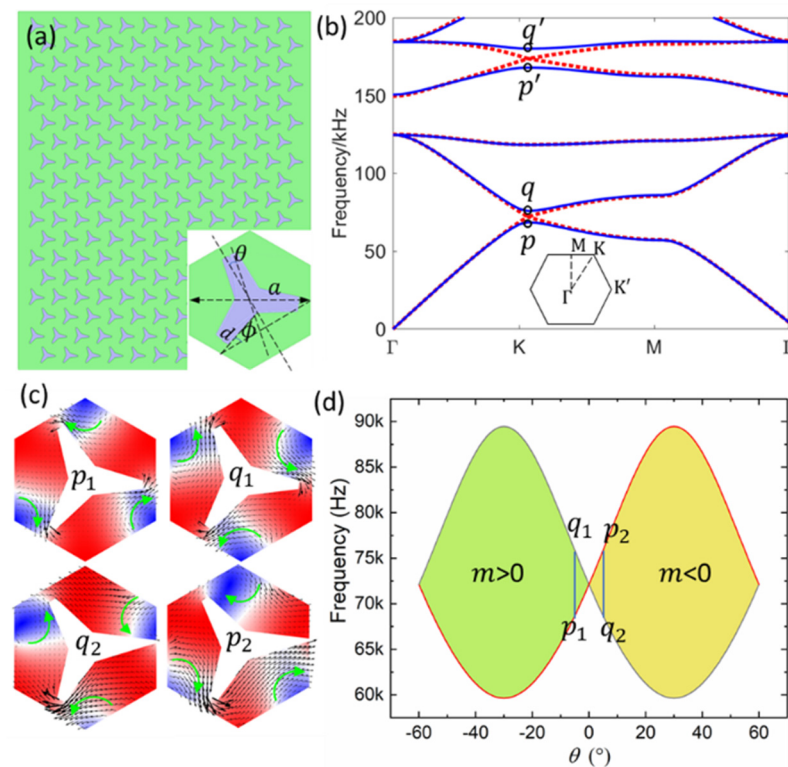 (a)
θ
a
d
ϕ
(b)
200
150
100
50
0
Frequency/kHz
q′
p′
q
p
M
K
K′
Γ
Γ
K
M
(c)
p₁
q₁
q₂
p₂
(d)
90k
85k
80k
75k
70k
65k
60k
Frequency (Hz)
q₁
p₂
m>0
m<0
p₁
q₂
-60
-40
-20
0
20
40
60
θ (°)